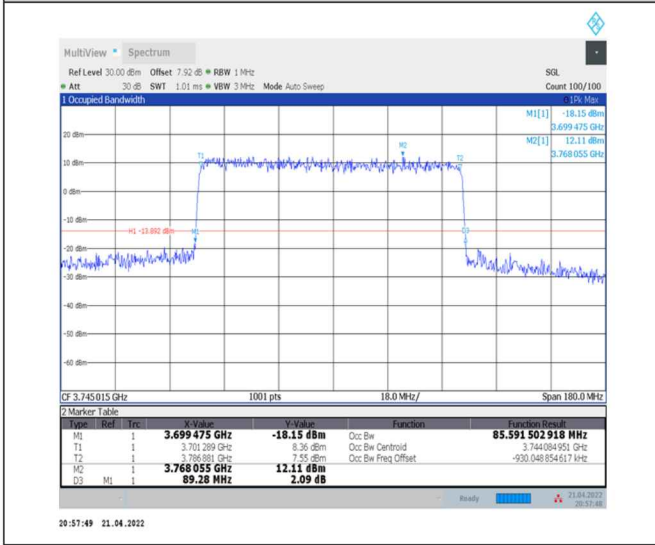 MultiView Spectrum
Ref Level 30.00 dBm Offset 7.92 dB RBW 1 MHz SGL
Att 30 dB SWT 1.01 ms VBW 3 MHz Mode Auto Sweep Count 100/100
1 Occupied Bandwidth 1Pk Max
M1[1] -18.15 dBm
3.699 475 GHz
M2[1] 12.11 dBm
3.768 055 GHz
20 dBm
M2
T1 T2
10 dBm
0 dBm
-10 dBm
H1 -13.892 dBm M1 D3
-20 dBm
-30 dBm
-40 dBm
-50 dBm
-60 dBm
CF 3.745 015 GHz 1001 pts 18.0 MHz/ Span 180.0 MHz
2 Marker Table
Type Ref Trc X-Value Y-Value Function Function Result
M1 1 3.699 475 GHz -18.15 dBm Occ Bw 85.591 502 918 MHz
T1 1 3.701 289 GHz 8.36 dBm Occ Bw Centroid 3.744 084 951 GHz
T2 1 3.786 881 GHz 7.55 dBm Occ Bw Freq Offset -930.048 854 617 kHz
M2 1 3.768 055 GHz 12.11 dBm
D3 M1 1 89.28 MHz 2.09 dB
Ready 21.04.2022
20:57:48
20:57:49 21.04.2022